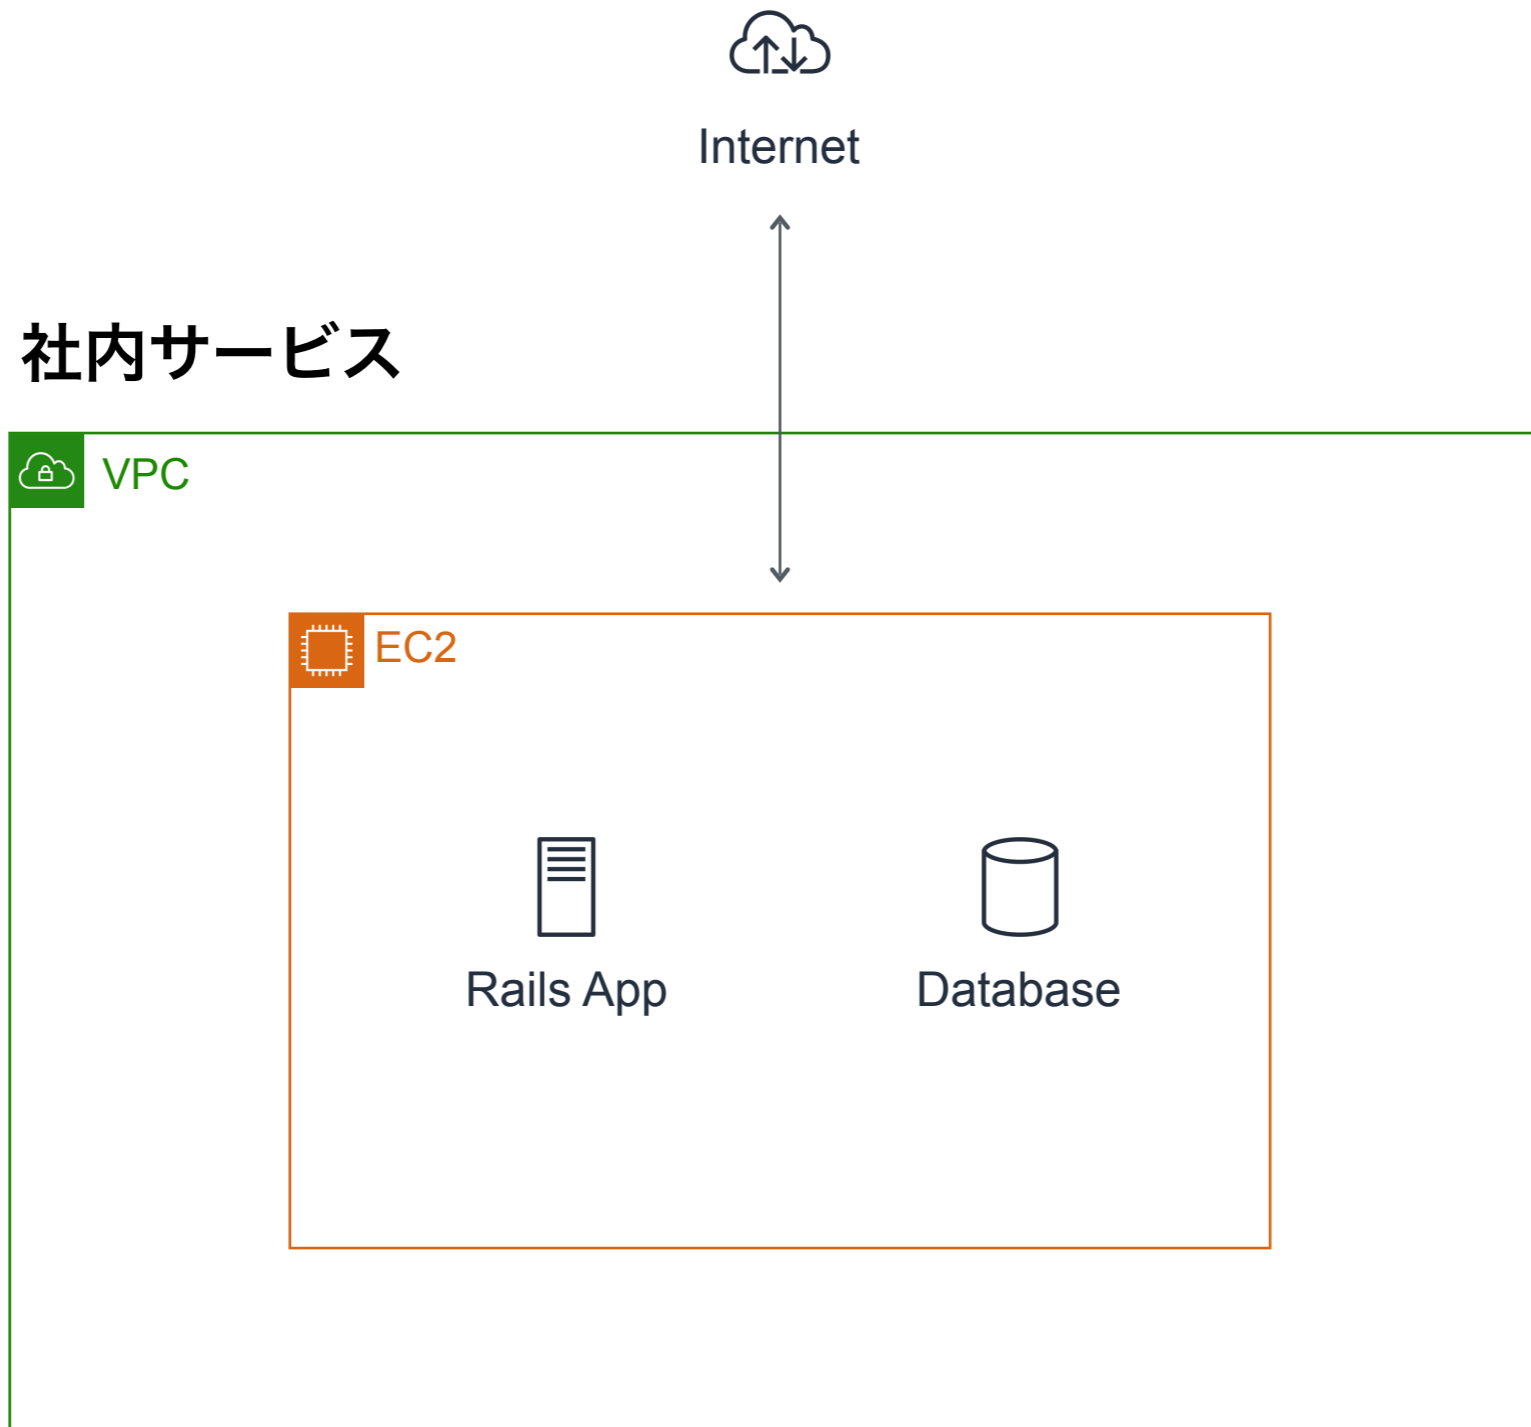 Internet
社内サービス
VPC
EC2
Rails App
Database